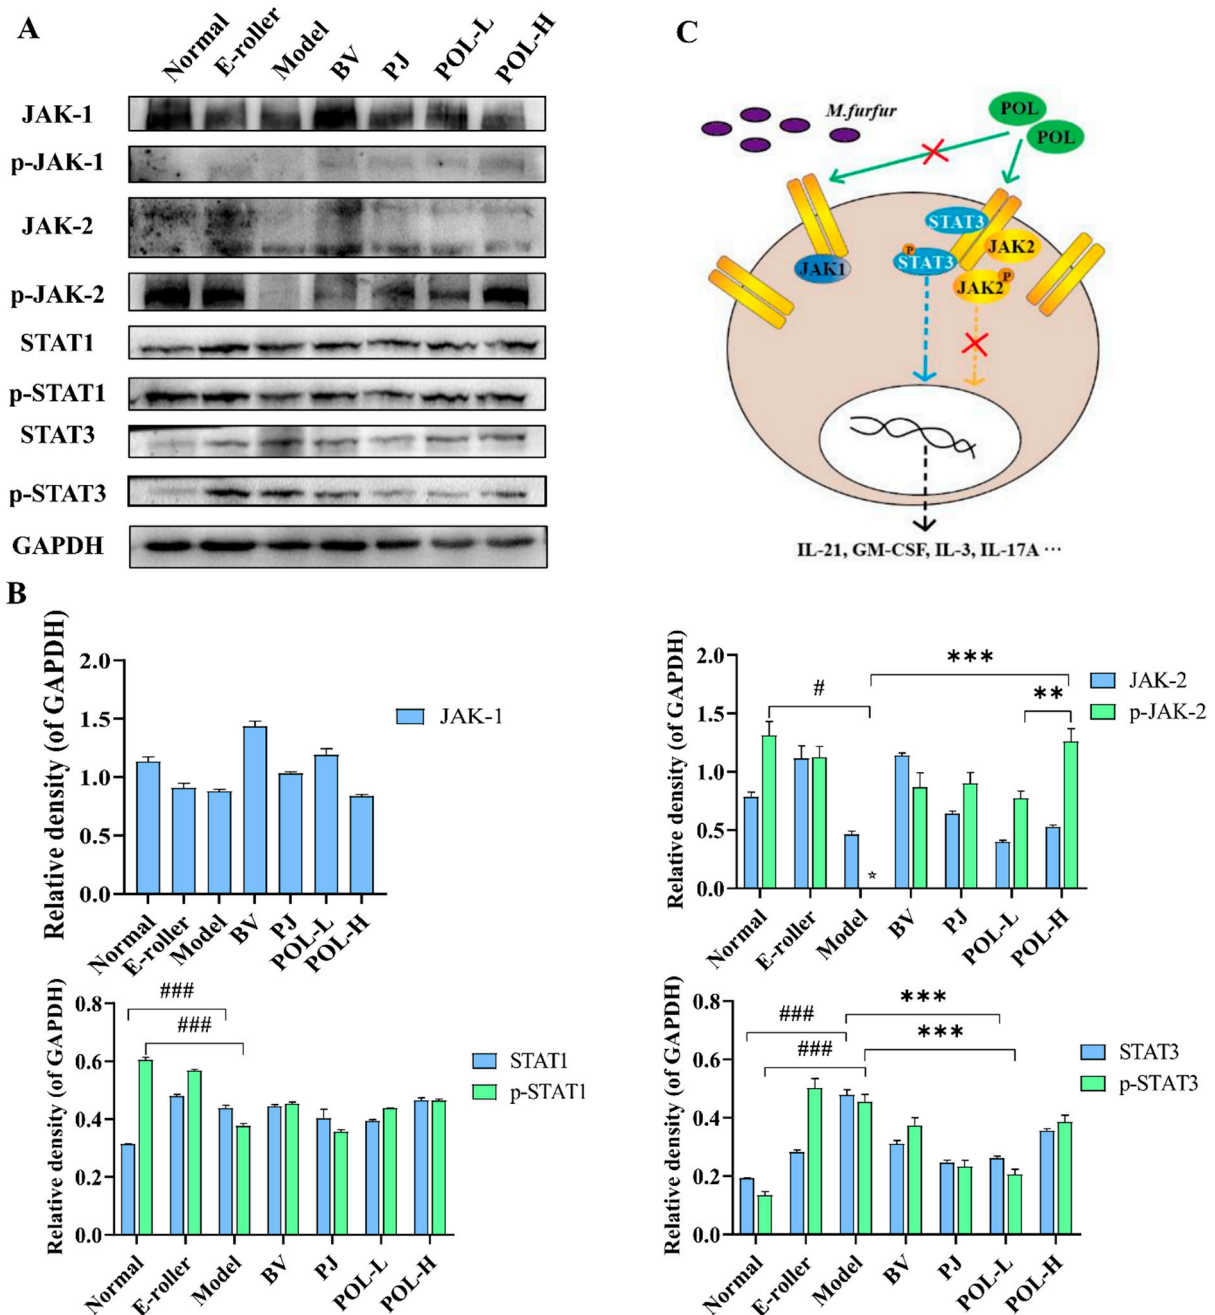 A
Normal
E-roller
Model
BV
PJ
POL-L
POL-H
JAK-1
p-JAK-1
JAK-2
p-JAK-2
STAT1
p-STAT1
STAT3
p-STAT3
GAPDH
C
M.furfur
POL
POL
STAT3
JAK2
P
STAT3
JAK1
JAK2
P
IL-21, GM-CSF, IL-3, IL-17A ···
B
Relative density (of GAPDH)
2.0
1.5
1.0
0.5
0.0
JAK-1
Normal
E-roller
Model
BV
PJ
POL-L
POL-H
Relative density (of GAPDH)
2.0
1.5
1.0
0.5
0.0
#
***
**
*
JAK-2
p-JAK-2
Normal
E-roller
Model
BV
PJ
POL-L
POL-H
Relative density (of GAPDH)
0.8
0.6
0.4
0.2
0.0
###
###
STAT1
p-STAT1
Normal
E-roller
Model
BV
PJ
POL-L
POL-H
Relative density (of GAPDH)
0.8
0.6
0.4
0.2
0.0
###
###
***
***
STAT3
p-STAT3
Normal
E-roller
Model
BV
PJ
POL-L
POL-H